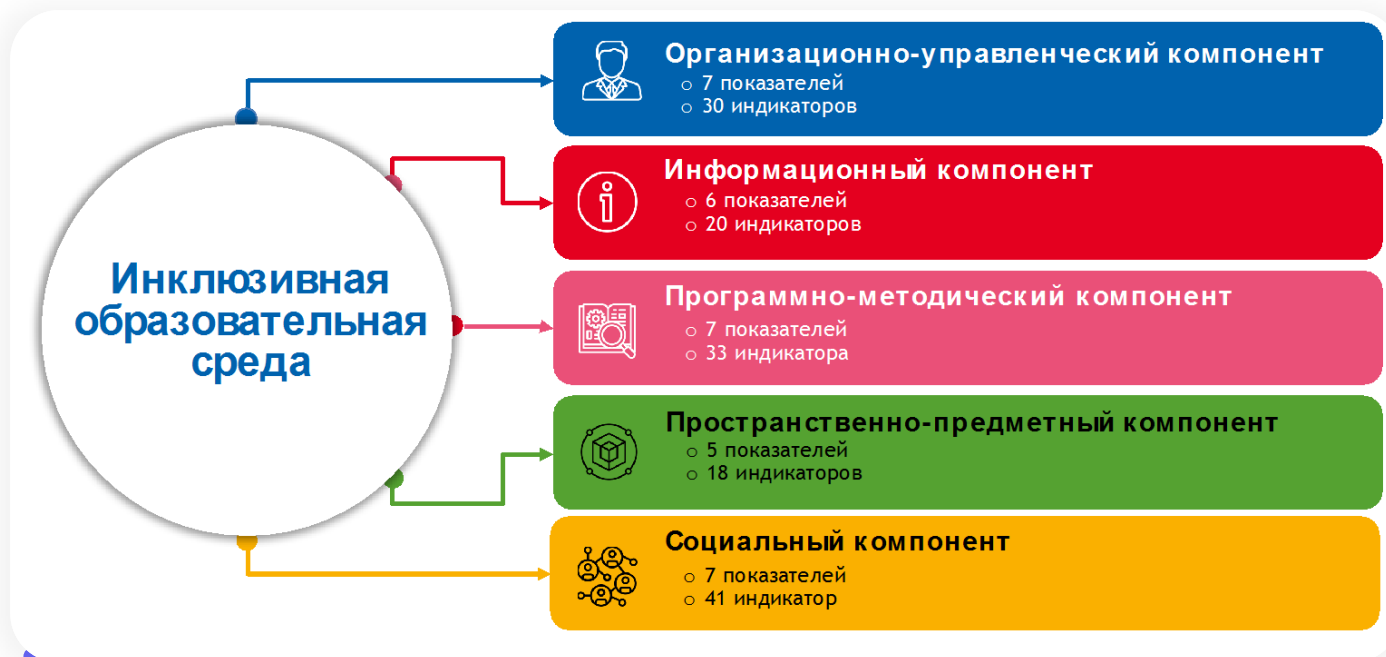 Инклюзивная
образовательная
среда
Организационно-управленческий компонент
o 7 показателей
o 30 индикаторов
Информационный компонент
o 6 показателей
o 20 индикаторов
Программно-методический компонент
o 7 показателей
o 33 индикатора
Пространственно-предметный компонент
o 5 показателей
o 18 индикаторов
Социальный компонент
o 7 показателей
o 41 индикатор